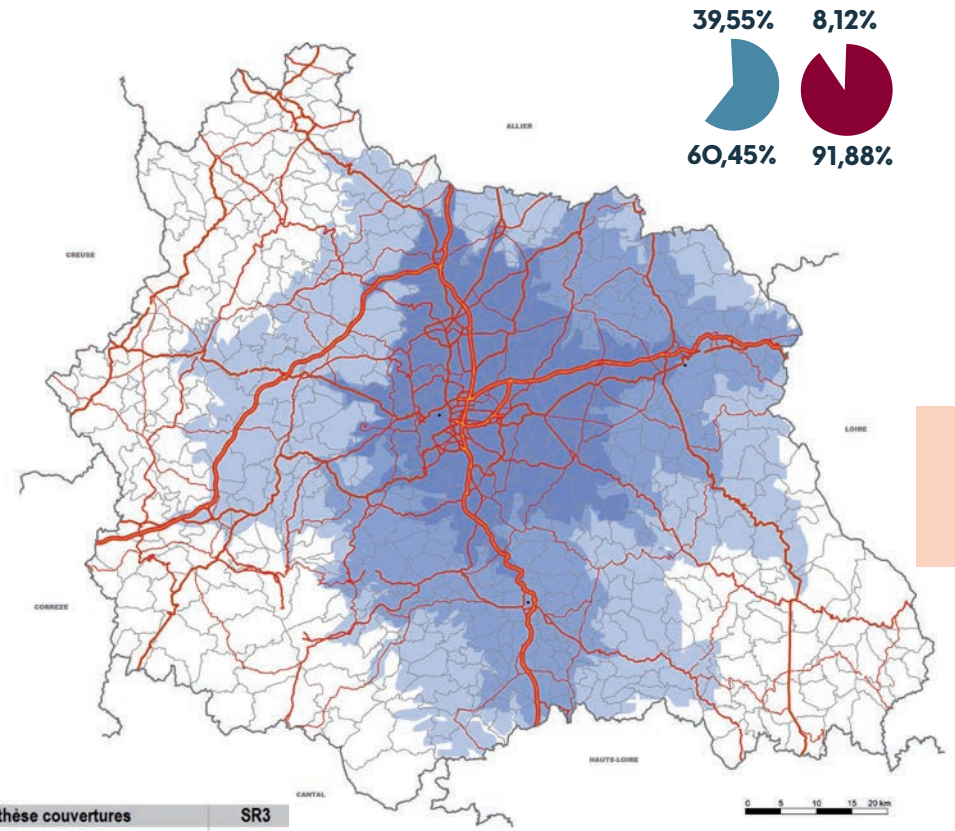 39,55% 8,12%
60,45% 91,88%
ALLIER
CREUSE
LOIRE
CORREZE
HAUTE-LOIRE
CANTAL
0 5 10 15 20 km
thèse couvertures SR3